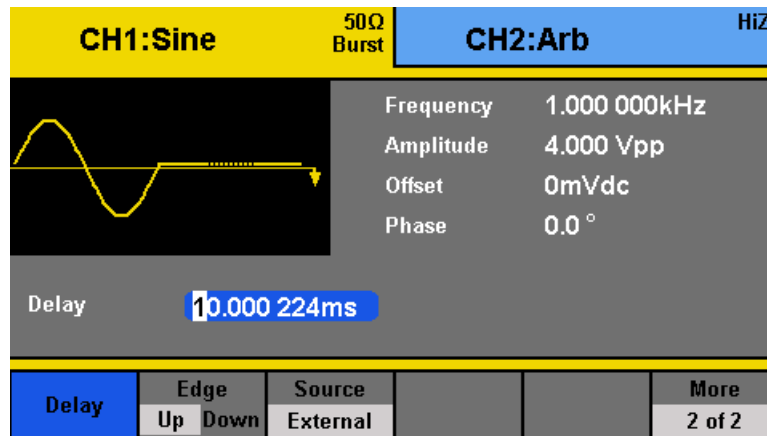 CH1:Sine
50Ω
Burst
CH2:Arb
HiZ
Frequency 1.000 000kHz
Amplitude 4.000 Vpp
Offset 0mVdc
Phase 0.0 °
Delay 10.000 224ms
Delay
Edge
Up Down
Source
External
More
2 of 2